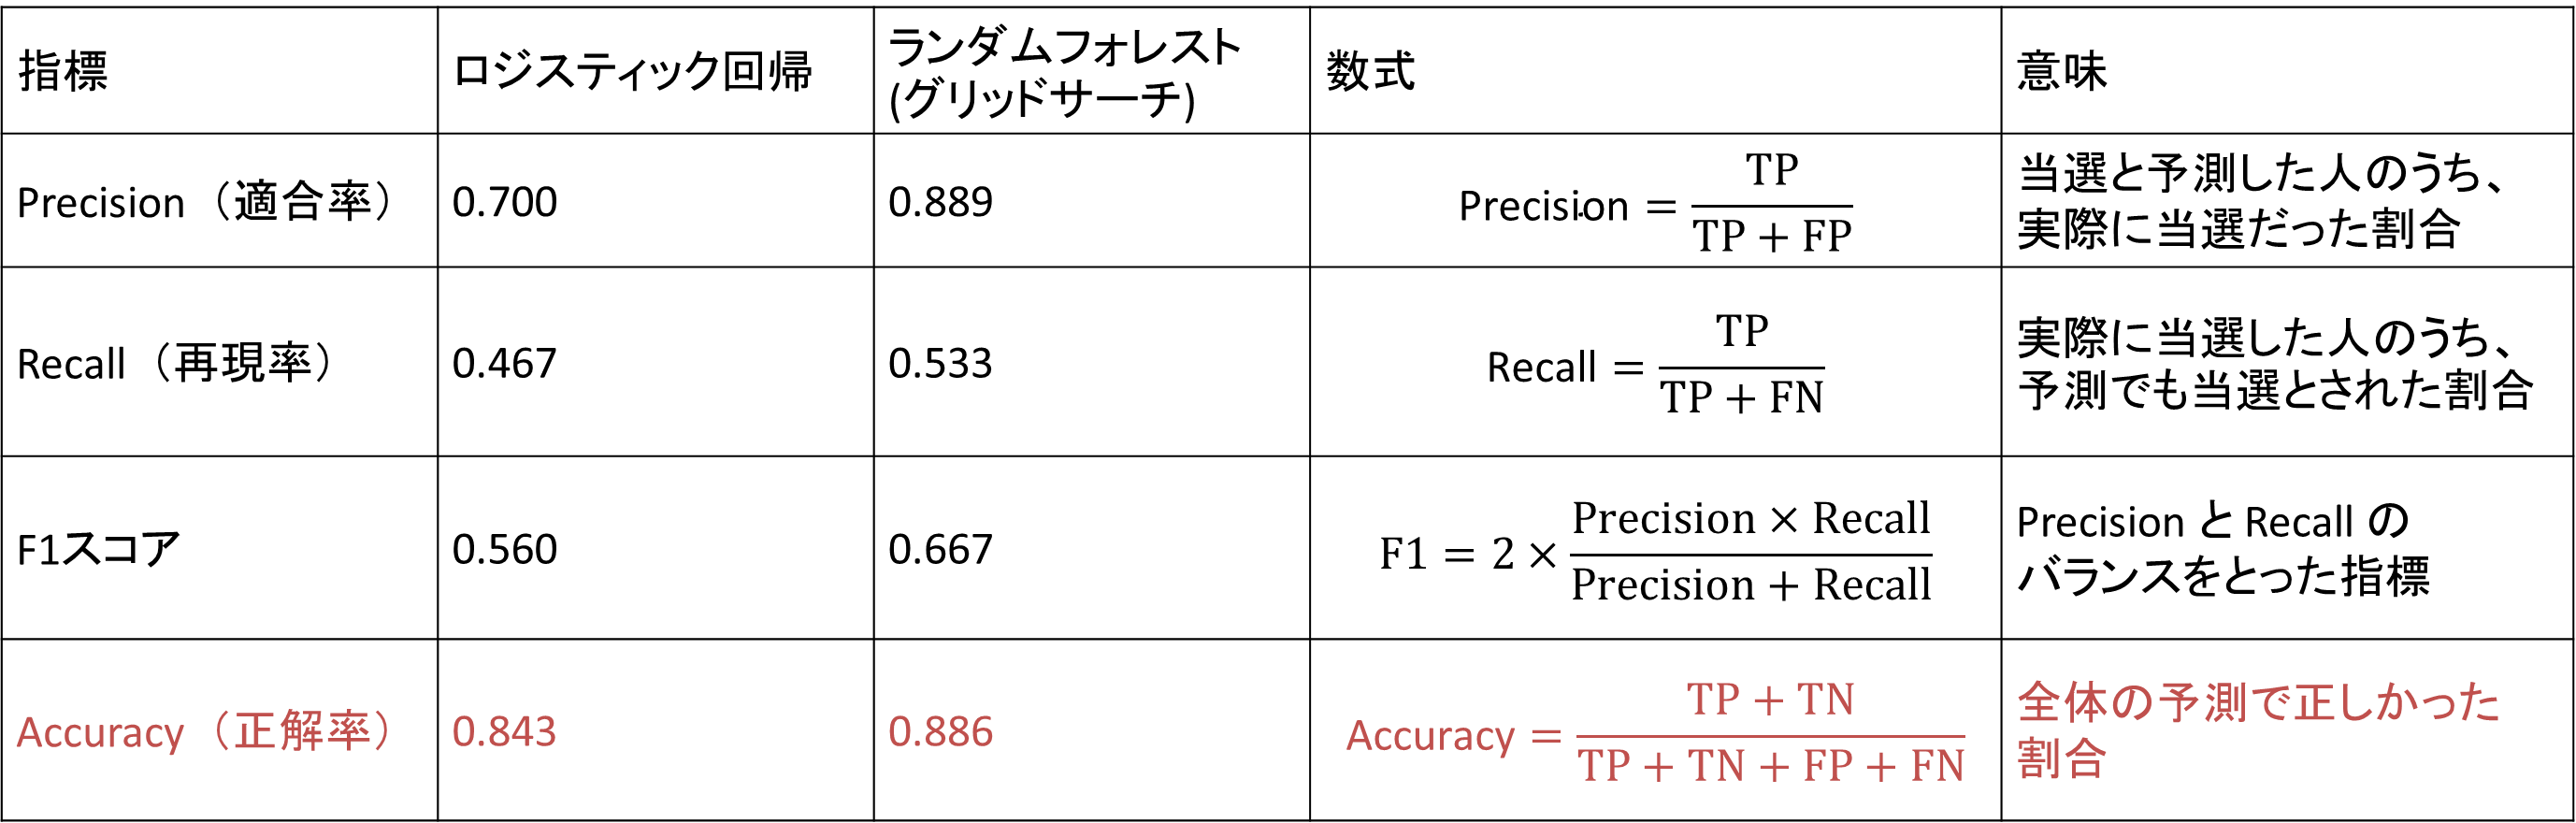 指標
ロジスティック回帰
ランダムフォレスト
(グリッドサーチ)
数式
意味
Precision（適合率）
0.700
0.889
Precision = TP / TP + FP
当選と予測した人のうち、
実際に当選だった割合
Recall（再現率）
0.467
0.533
Recall = TP / TP + FN
実際に当選した人のうち、
予測でも当選とされた割合
F1スコア
0.560
0.667
F1 = 2 × Precision × Recall / Precision + Recall
Precision と Recall の
バランスをとった指標
Accuracy（正解率）
0.843
0.886
Accuracy = TP + TN / TP + TN + FP + FN
全体の予測で正しかった
割合